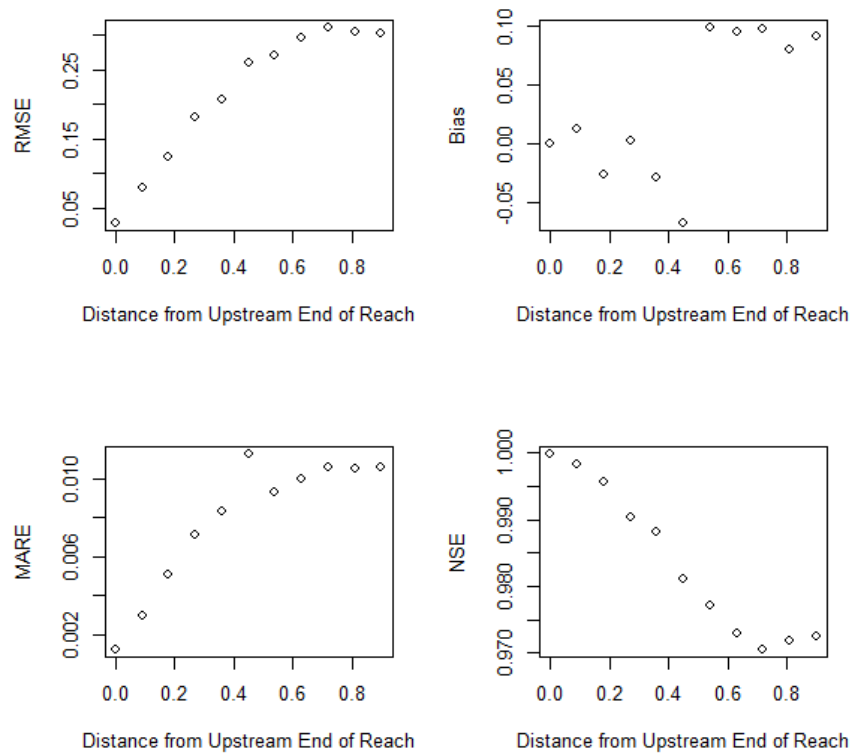 RMSE
0.05 0.15 0.25
0.0 0.2 0.4 0.6 0.8
Distance from Upstream End of Reach
Bias
-0.05 0.00 0.05 0.10
0.0 0.2 0.4 0.6 0.8
Distance from Upstream End of Reach
MARE
0.002 0.006 0.010
0.0 0.2 0.4 0.6 0.8
Distance from Upstream End of Reach
NSE
0.970 0.980 0.990 1.000
0.0 0.2 0.4 0.6 0.8
Distance from Upstream End of Reach